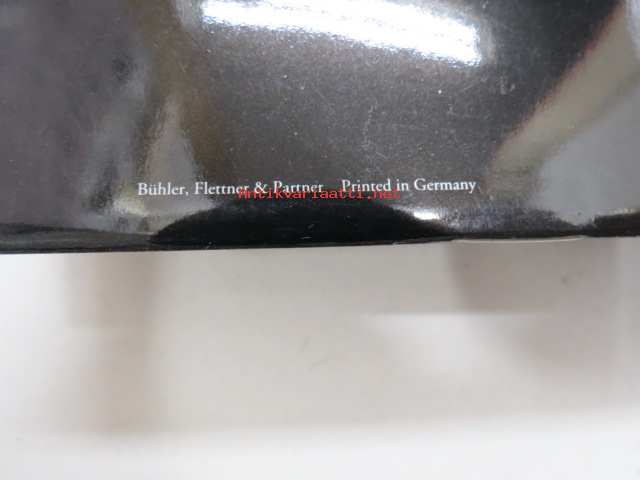 Bühler, Flettner & Partner Printed in Germany
Antikvariaatti.net